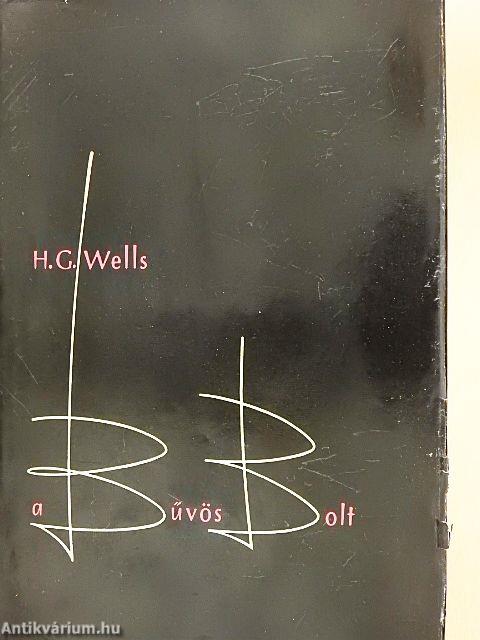 H.G. Wells
a Bűvös Bolt
Antikvárium.hu